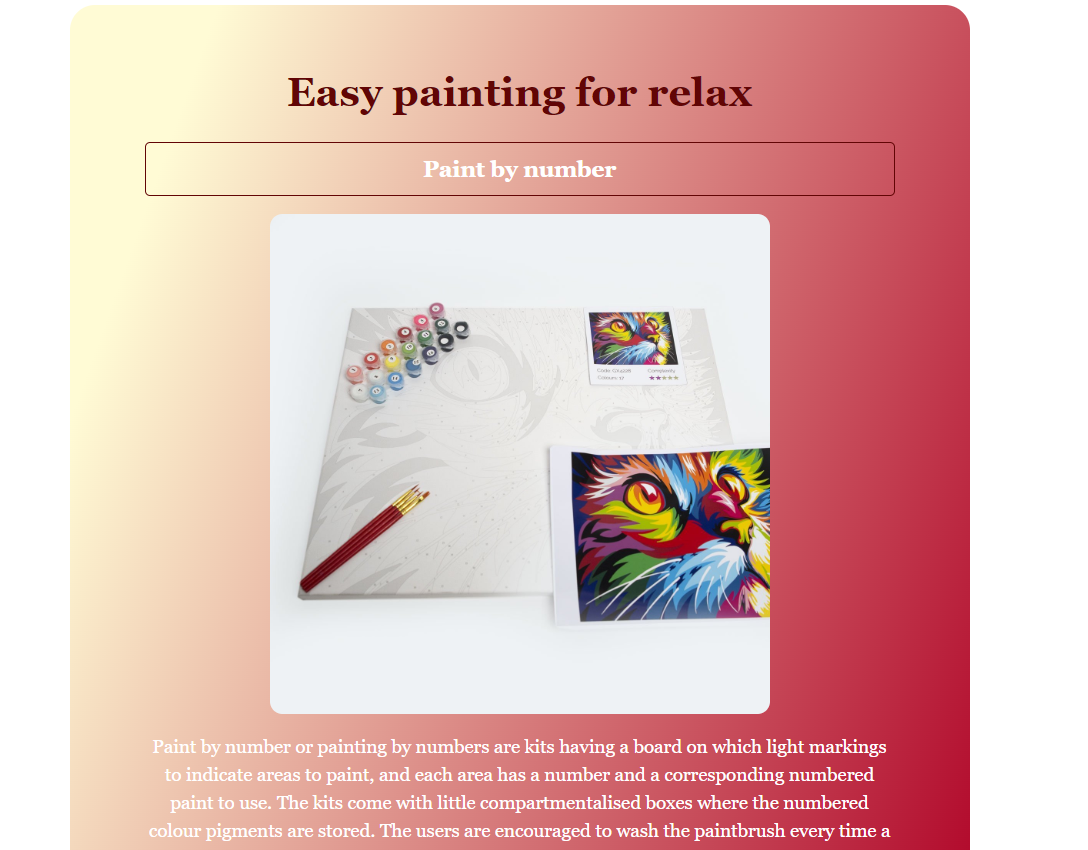 Easy painting for relax
Paint by number
Colours: 17
Complexity
Paint by number or painting by numbers are kits having a board on which light markings
to indicate areas to paint, and each area has a number and a corresponding numbered
paint to use. The kits come with little compartmentalised boxes where the numbered
colour pigments are stored. The users are encouraged to wash the paintbrush every time a